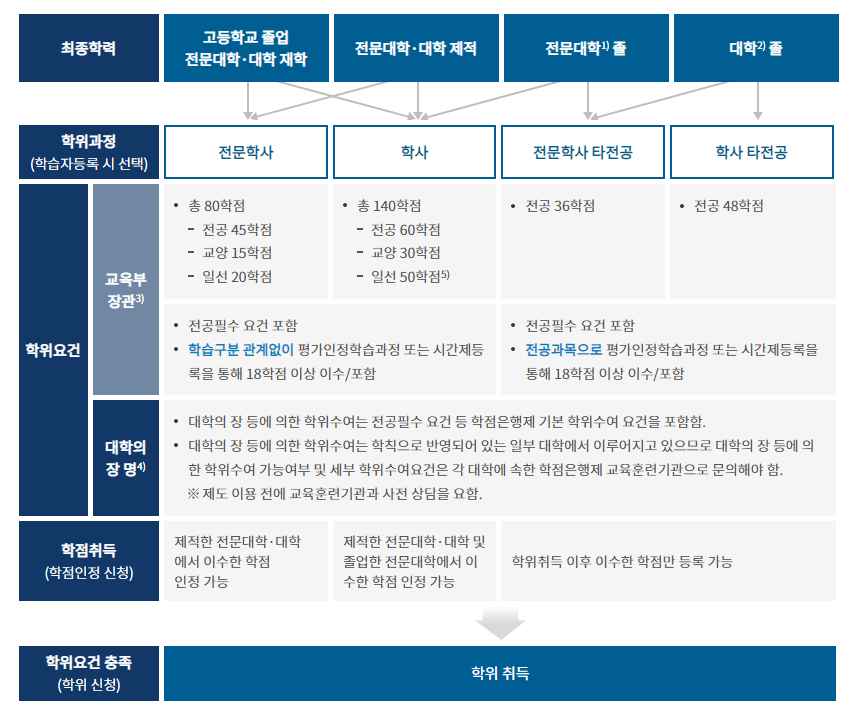 최종학력
고등학교 졸업
전문대학·대학 재학
전문대학·대학 제적
전문대학1) 졸
대학2) 졸
학위과정
(학습자등록 시 선택)
전문학사
학사
전문학사 타전공
학사 타전공
학위요건
교육부
장관3)
• 총 80학점
- 전공 45학점
- 교양 15학점
- 일선 20학점
• 총 140학점
- 전공 60학점
- 교양 30학점
- 일선 50학점5)
• 전공 36학점
• 전공 48학점
• 전공필수 요건 포함
• 학습구분 관계없이 평가인정학습과정 또는 시간제등
록을 통해 18학점 이상 이수/포함
• 전공필수 요건 포함
• 전공과목으로 평가인정학습과정 또는 시간제등록을
통해 18학점 이상 이수/포함
대학의
장 명4)
• 대학의 장 등에 의한 학위수여는 전공필수 요건 등 학점은행제 기본 학위수여 요건을 포함함.
• 대학의 장 등에 의한 학위수여는 학칙으로 반영되어 있는 일부 대학에서 이루어지고 있으므로 대학의 장 등에 의
한 학위수여 가능여부 및 세부 학위수여요건은 각 대학에 속한 학점은행제 교육훈련기관으로 문의해야 함.
※ 제도 이용 전에 교육훈련기관과 사전 상담을 요함.
학점취득
(학점인정 신청)
제적한 전문대학·대학
에서 이수한 학점
인정 가능
제적한 전문대학·대학 및
졸업한 전문대학에서 이
수한 학점 인정 가능
학위취득 이후 이수한 학점만 등록 가능
학위요건 충족
(학위 신청)
학위 취득